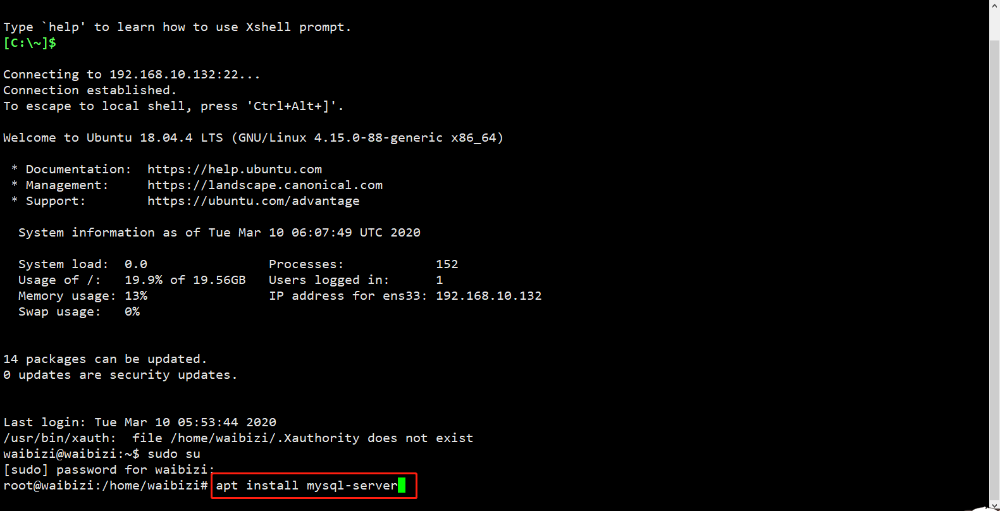 Type `help' to learn how to use Xshell prompt.
[C:\~]$
Connecting to 192.168.10.132:22...
Connection established.
To escape to local shell, press 'Ctrl+Alt+]'.
Welcome to Ubuntu 18.04.4 LTS (GNU/Linux 4.15.0-88-generic x86_64)
* Documentation:  https://help.ubuntu.com
* Management:     https://landscape.canonical.com
* Support:        https://ubuntu.com/advantage
System information as of Tue Mar 10 06:07:49 UTC 2020
System load:  0.0                Processes:            152
Usage of /:   19.9% of 19.56GB   Users logged in:      1
Memory usage: 13%                IP address for ens33: 192.168.10.132
Swap usage:   0%
14 packages can be updated.
0 updates are security updates.
Last login: Tue Mar 10 05:53:44 2020
/usr/bin/xauth:  file /home/waibizi/.Xauthority does not exist
waibizi@waibizi:~$ sudo su
[sudo] password for waibizi:
root@waibizi:/home/waibizi# apt install mysql-server